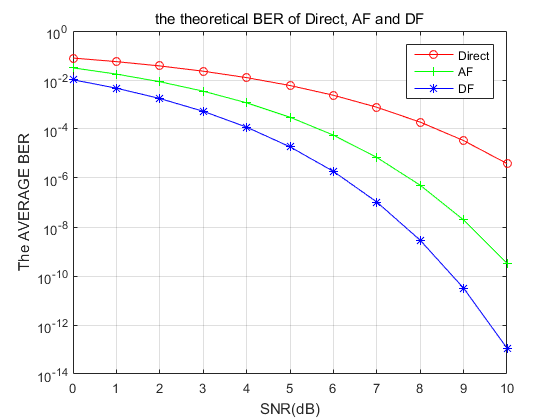 the theoretical BER of Direct, AF and DF
10^0
10^-2
10^-4
10^-6
10^-8
10^-10
10^-12
10^-14
The AVERAGE BER
Direct
AF
DF
0 1 2 3 4 5 6 7 8 9 10
SNR(dB)